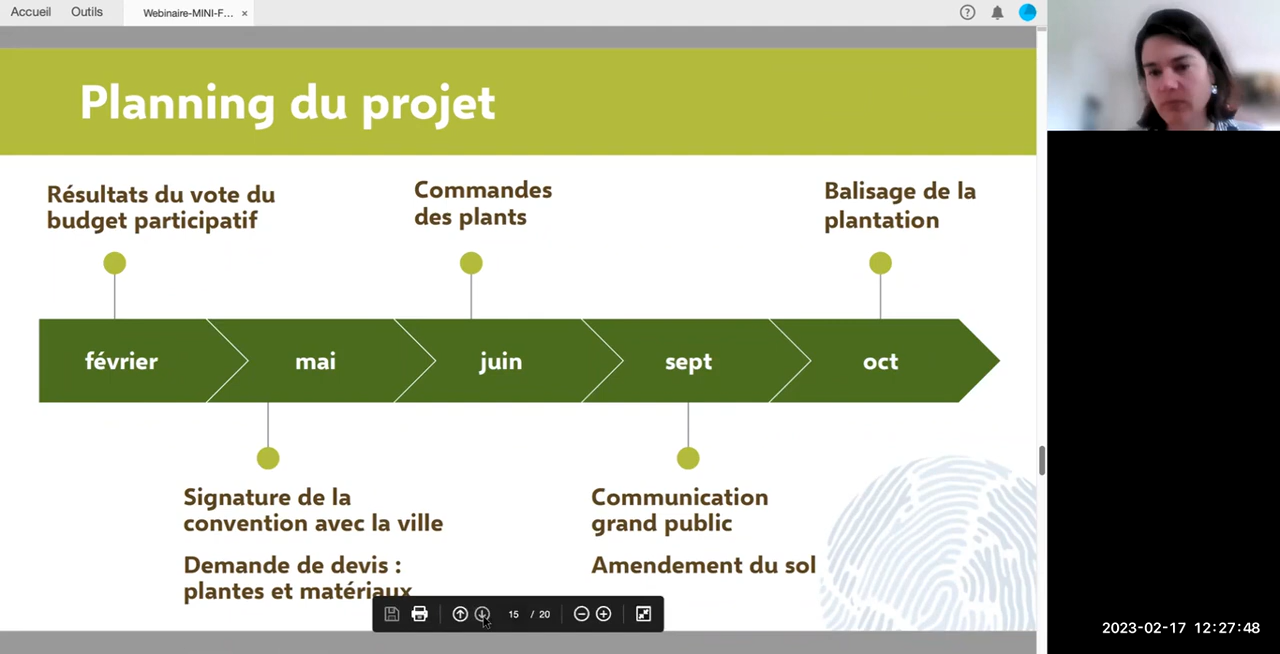 Accueil Outils Webinaire-MINI-F... ×
Planning du projet
Résultats du vote du
budget participatif
Commandes
des plants
Balisage de la
plantation
février mai juin sept oct
Signature de la
convention avec la ville
Demande de devis :
plantes et matériaux
Communication
grand public
Amendement du sol
15 / 20
2023-02-17 12:27:48